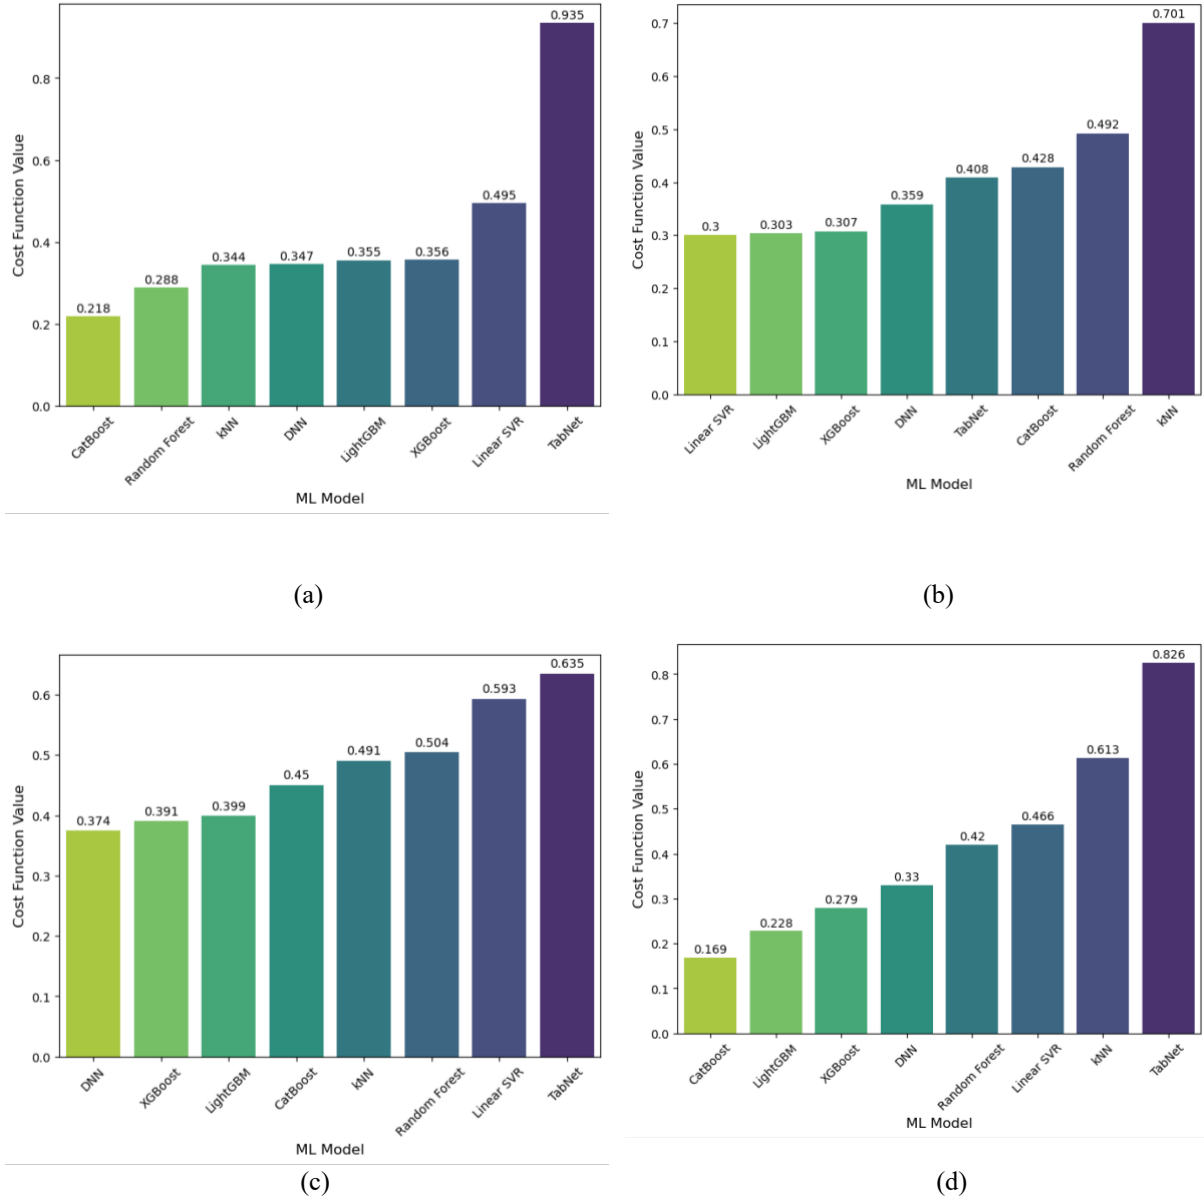 0.935
0.8
0.6
0.495
0.4
0.344
0.347
0.355
0.356
0.288
0.218
0.2
0.0
Cost Function Value
CatBoost
Random Forest
kNN
DNN
LightGBM
XGBoost
Linear SVR
TabNet
ML Model
(a)
0.701
0.7
0.6
0.5
0.492
0.428
0.408
0.4
0.359
0.3
0.303
0.307
0.3
0.2
0.1
0.0
Cost Function Value
Linear SVR
LightGBM
XGBoost
DNN
TabNet
CatBoost
Random Forest
kNN
ML Model
(b)
0.635
0.6
0.593
0.5
0.504
0.491
0.45
0.4
0.399
0.391
0.374
0.3
0.2
0.1
0.0
Cost Function Value
DNN
XGBoost
LightGBM
CatBoost
kNN
Random Forest
Linear SVR
TabNet
ML Model
(c)
0.826
0.8
0.7
0.6
0.613
0.5
0.466
0.42
0.4
0.33
0.3
0.279
0.228
0.2
0.169
0.1
0.0
Cost Function Value
CatBoost
LightGBM
XGBoost
DNN
Random Forest
Linear SVR
kNN
TabNet
ML Model
(d)